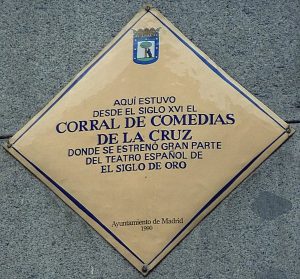 AQUÍ ESTUVO
DESDE EL SIGLO XVI EL
CORRAL DE COMEDIAS
DE LA CRUZ
DONDE SE ESTRENÓ GRAN PARTE
DEL TEATRO ESPAÑOL DE
EL SIGLO DE ORO
Ayuntamiento de Madrid
1990